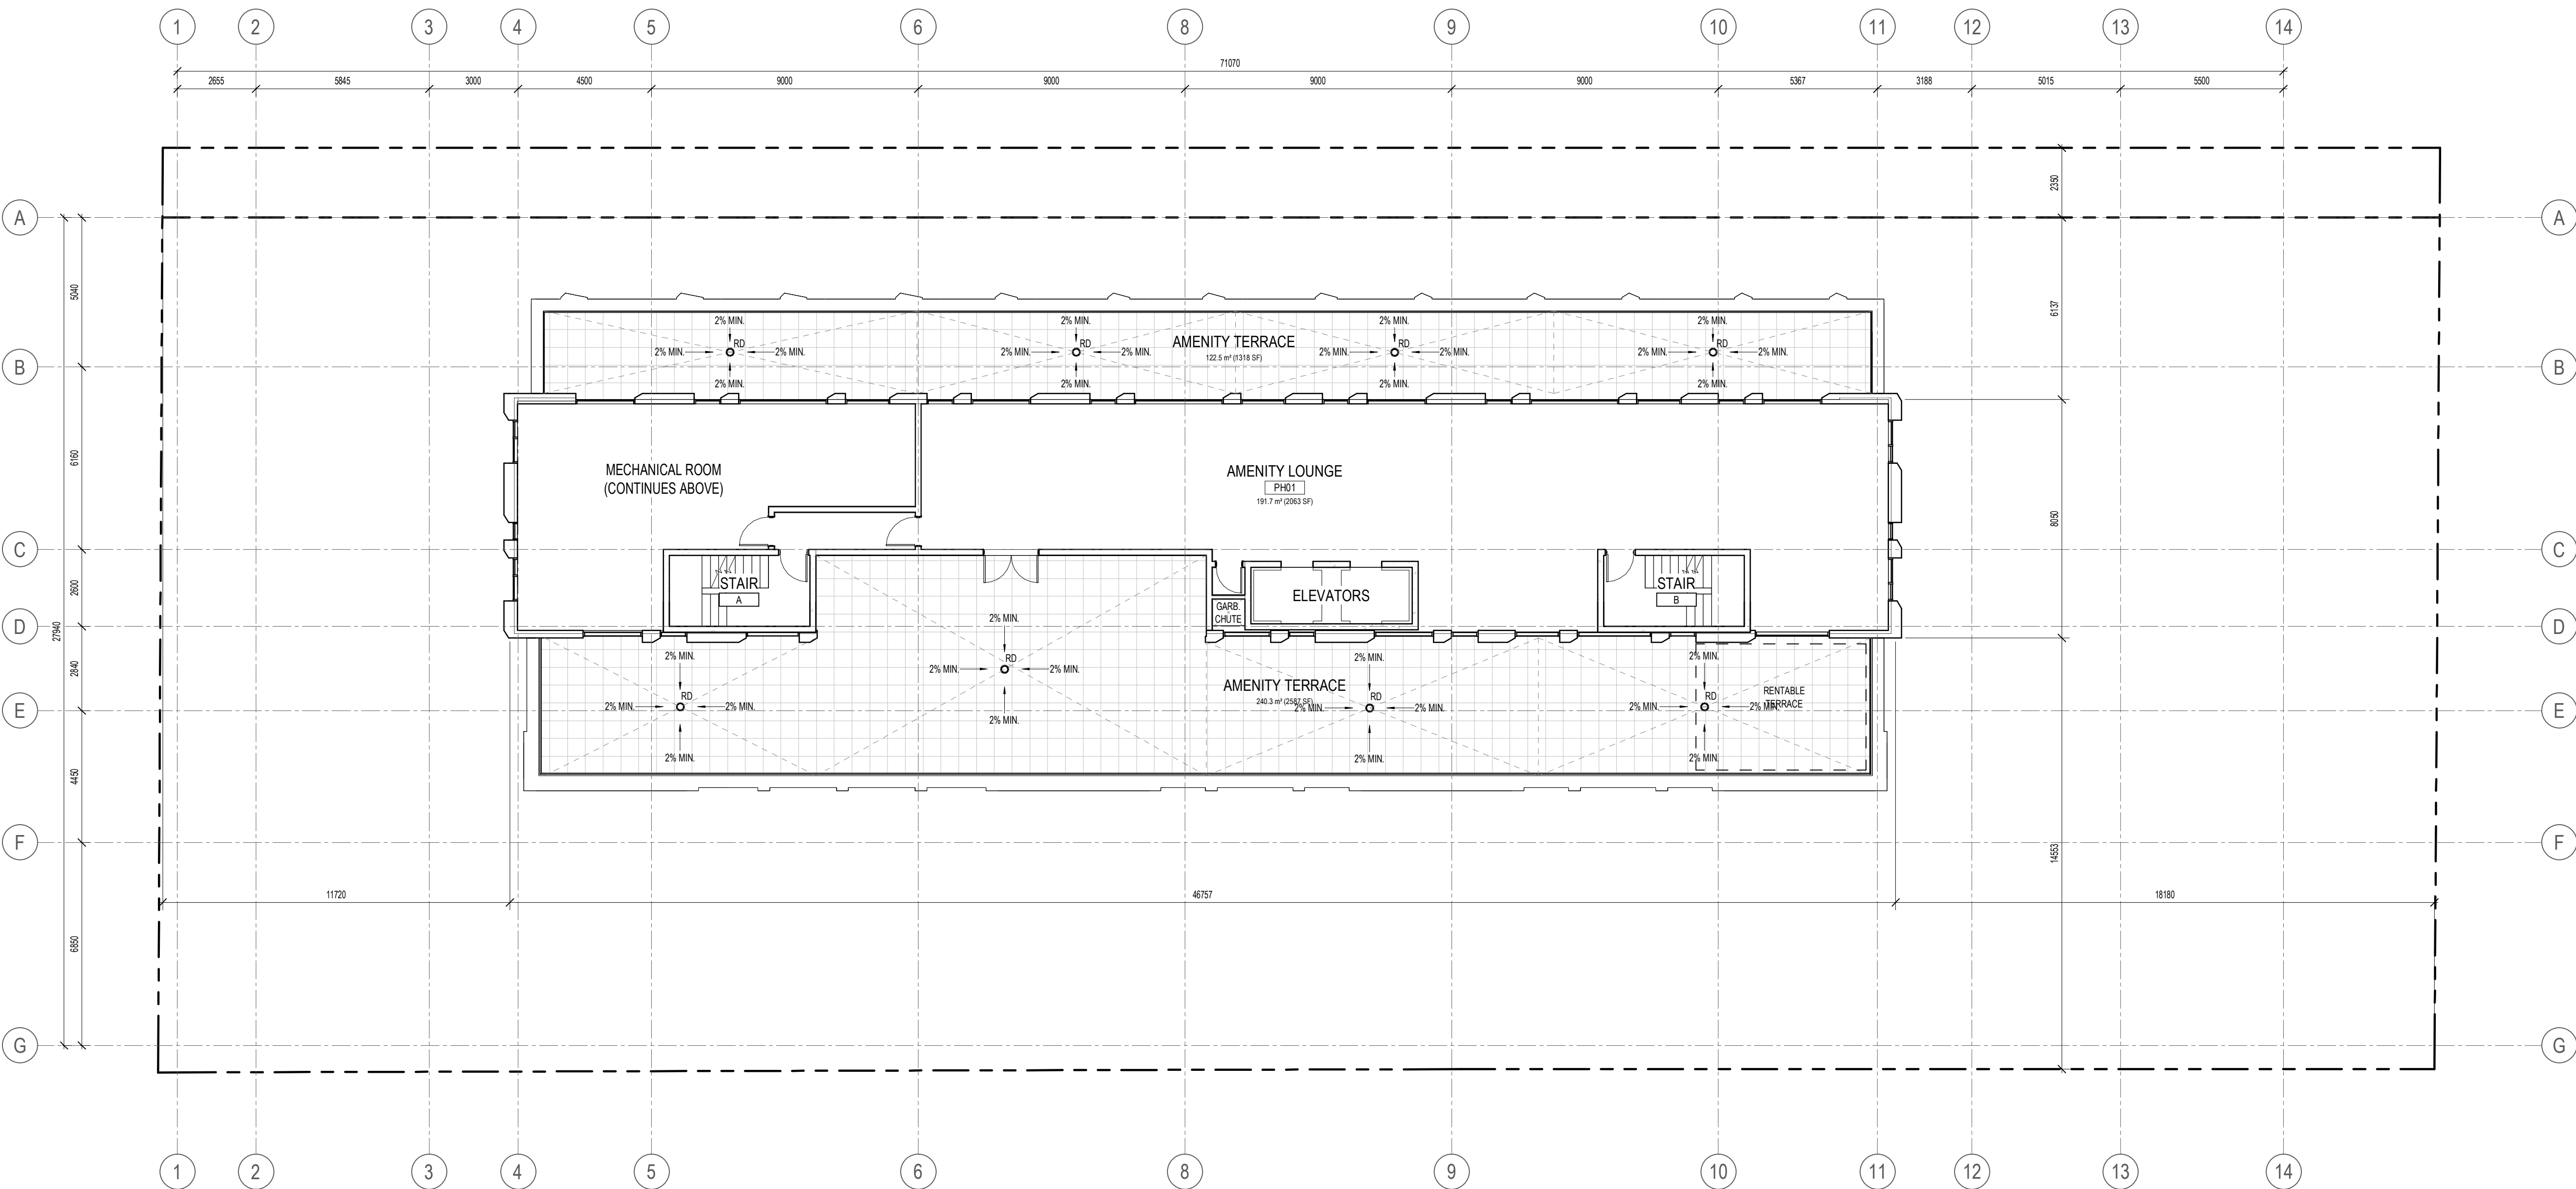 1 2 3 4 5 6 8 9 10 11 12 13 14
71070
2655 5845 3000 4500 9000 9000 9000 9000 5367 3188 5015 5500
2350
A A
5040
6137
2% MIN. 2% MIN. 2% MIN. 2% MIN.
RD RD RD RD
AMENITY TERRACE
122.5 m² (1318 SF)
2% MIN. 2% MIN. 2% MIN. 2% MIN. 2% MIN. 2% MIN. 2% MIN. 2% MIN.
B B
2% MIN. 2% MIN. 2% MIN. 2% MIN.
6160
MECHANICAL ROOM
(CONTINUES ABOVE)
AMENITY LOUNGE
PH01
191.7 m² (2063 SF)
8050
C C
2600
STAIR
A
ELEVATORS
STAIR
B
GARB.
CHUTE
2% MIN.
D D
27940
2840
2% MIN. 2% MIN. 2% MIN.
RD
2% MIN. 2% MIN.
AMENITY TERRACE
240.3 m² (2587 SF)
RENTABLE
TERRACE
RD RD RD
2% MIN. 2% MIN. 2% MIN. 2% MIN. 2% MIN. 2% MIN.
E E
2% MIN.
2% MIN. 2% MIN. 2% MIN.
4450
F F
14553
11720 46757 18180
6850
G G
1 2 3 4 5 6 8 9 10 11 12 13 14